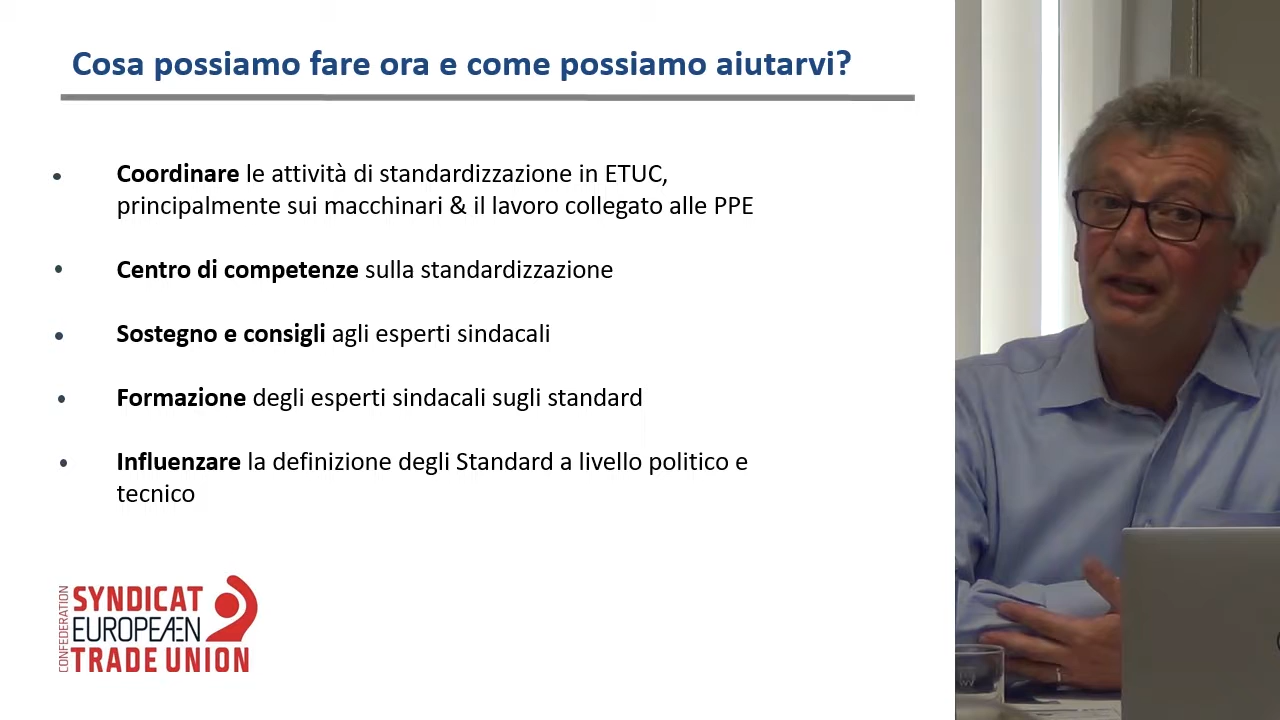 Cosa possiamo fare ora e come possiamo aiutarvi?
• Coordinare le attività di standardizzazione in ETUC,
principalmente sui macchinari & il lavoro collegato alle PPE
• Centro di competenze sulla standardizzazione
• Sostegno e consigli agli esperti sindacali
• Formazione degli esperti sindacali sugli standard
• Influenzare la definizione degli Standard a livello politico e
tecnico
CONFEDERATION
SYNDICAT
EUROPEÆN
TRADE UNION